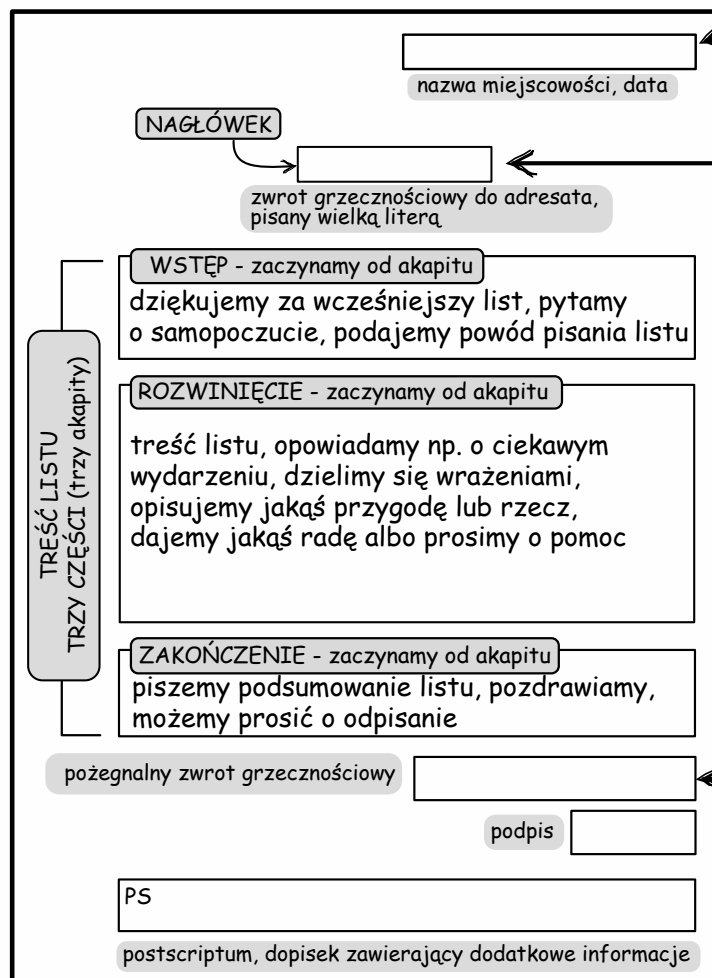 nazwa miejscowości, data
NAGŁÓWEK
zwrot grzecznościowy do adresata,
pisany wielką literą
TREŚĆ LISTU
TRZY CZĘŚCI (trzy akapity)
WSTĘP - zaczynamy od akapitu
dziękujemy za wcześniejszy list, pytamy
o samopoczucie, podajemy powód pisania listu
ROZWINIĘCIE - zaczynamy od akapitu
treść listu, opowiadamy np. o ciekawym
wydarzeniu, dzielimy się wrażeniami,
opisujemy jakąś przygodę lub rzecz,
dajemy jakąś radę albo prosimy o pomoc
ZAKOŃCZENIE - zaczynamy od akapitu
piszemy podsumowanie listu, pozdrawiamy,
możemy prosić o odpisanie
pożegnalny zwrot grzecznościowy
podpis
PS
postscriptum, dopisek zawierający dodatkowe informacje